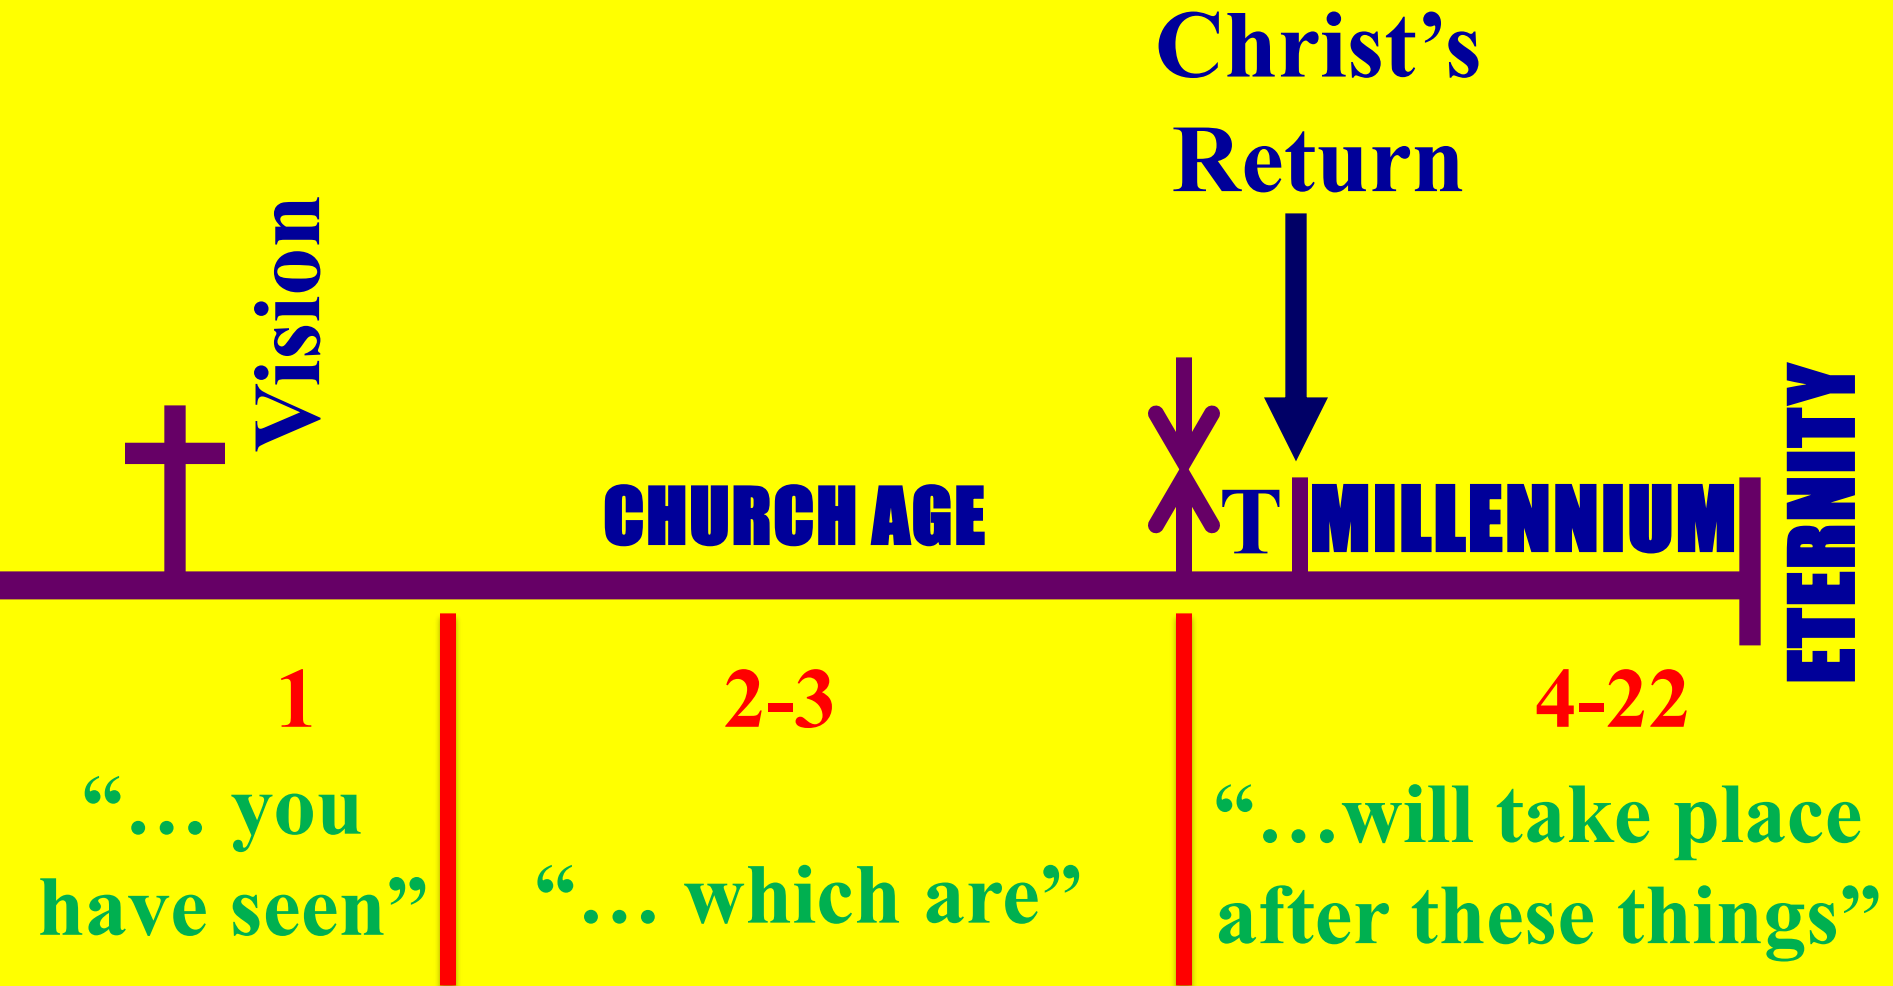 Christ’s
Return
Vision
CHURCH AGE
T
MILLENNIUM
ETERNITY
1
2-3
4-22
“… you
have seen”
“… which are”
“…will take place
after these things”